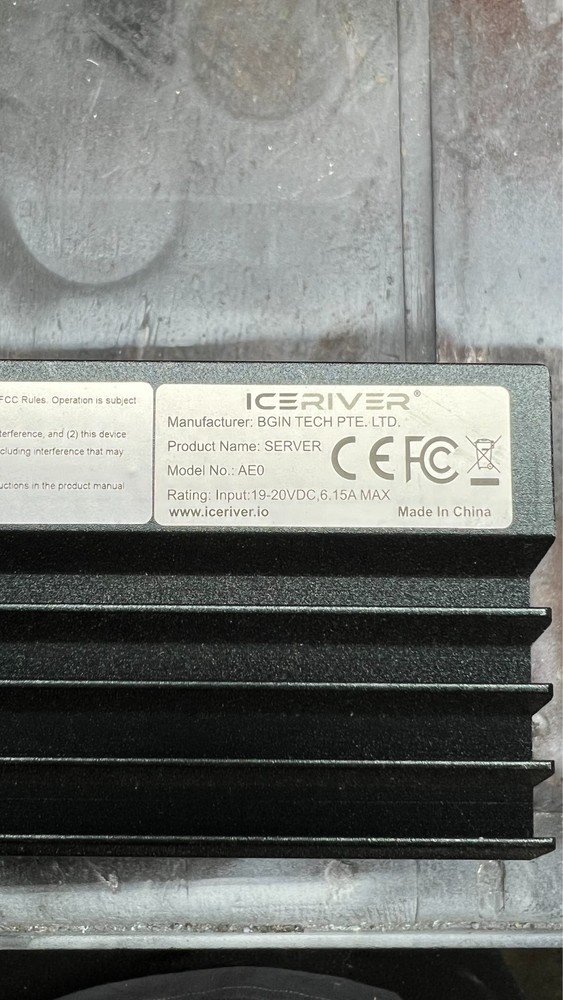 FCC Rules. Operation is subject
terference, and (2) this device
cluding interference that may
uctions in the product manual
ICERIVER®
Manufacturer: BGIN TECH PTE. LTD.
Product Name: SERVER
Model No.: AE0
CE FC
Rating: Input:19-20VDC,6.15A MAX
www.iceriver.io Made In China